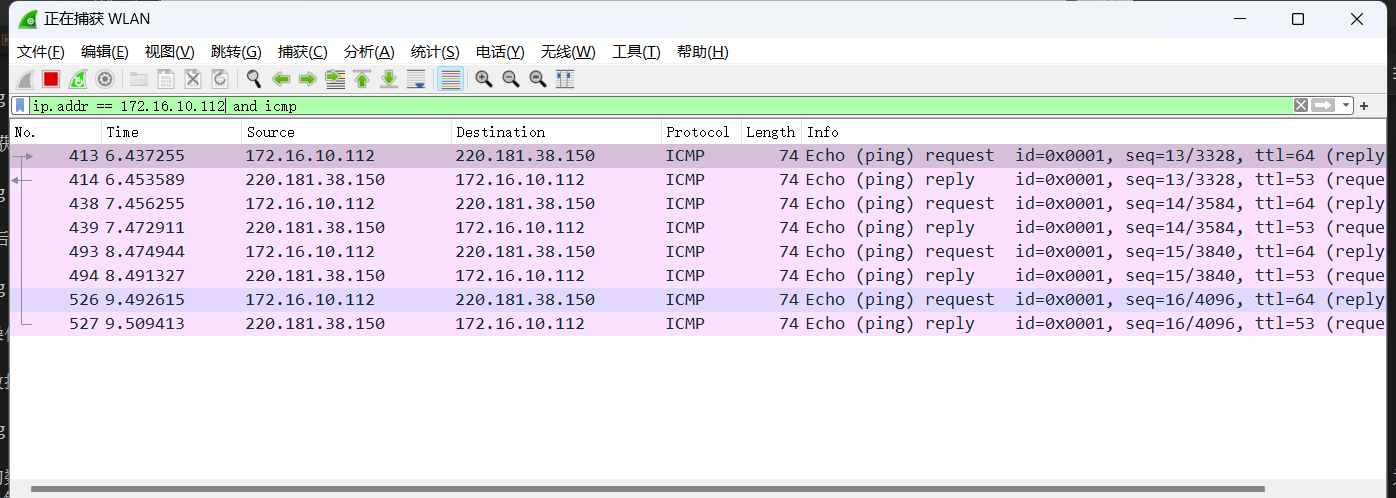 正在捕获 WLAN
文件(F) 编辑(E) 视图(V) 跳转(G) 捕获(C) 分析(A) 统计(S) 电话(Y) 无线(W) 工具(T) 帮助(H)
ip.addr == 172.16.10.112 and icmp
No. Time Source Destination Protocol Length Info
413 6.437255 172.16.10.112 220.181.38.150 ICMP 74 Echo (ping) request id=0x0001, seq=13/3328, ttl=64 (reply
414 6.453589 220.181.38.150 172.16.10.112 ICMP 74 Echo (ping) reply id=0x0001, seq=13/3328, ttl=53 (reque
438 7.456255 172.16.10.112 220.181.38.150 ICMP 74 Echo (ping) request id=0x0001, seq=14/3584, ttl=64 (reply
439 7.472911 220.181.38.150 172.16.10.112 ICMP 74 Echo (ping) reply id=0x0001, seq=14/3584, ttl=53 (reque
493 8.474944 172.16.10.112 220.181.38.150 ICMP 74 Echo (ping) request id=0x0001, seq=15/3840, ttl=64 (reply
494 8.491327 220.181.38.150 172.16.10.112 ICMP 74 Echo (ping) reply id=0x0001, seq=15/3840, ttl=53 (reque
526 9.492615 172.16.10.112 220.181.38.150 ICMP 74 Echo (ping) request id=0x0001, seq=16/4096, ttl=64 (reply
527 9.509413 220.181.38.150 172.16.10.112 ICMP 74 Echo (ping) reply id=0x0001, seq=16/4096, ttl=53 (reque